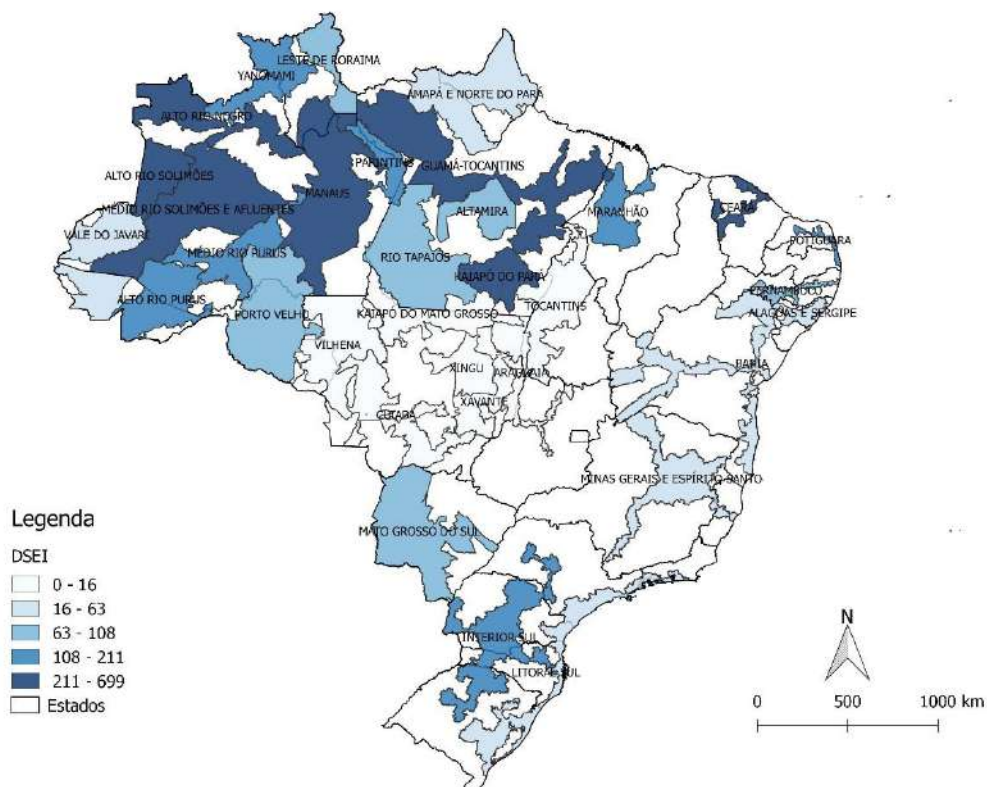 LESTE DE RORAIMA
YANOMAMI
AMAPÁ E NORTE DO PARÁ
ALTO RIO NEGRO
PARINTINS
GUAMÁ-TOCANTINS
ALTO RIO SOLIMÕES
MANAUS
CEARÁ
MÉDIO RIO SOLIMÕES E AFLUENTES
ALTAMIRA
MARANHÃO
VALE DO JAVARI
POTIGUARA
MÉDIO RIO PURUS
RIO TAPAJÓS
KAIAPÓ DO PARÁ
PERNAMBUCO
ALTO RIO PURUS
TOCANTINS
PORTO VELHO
KAIAPÓ DO MATO GROSSO
ALAGOAS E SERGIPE
VILHENA
BAHIA
XINGU
ARAGUAIA
XAVANTE
CUIABÁ
MINAS GERAIS E ESPÍRITO SANTO
MATO GROSSO DO SUL
INTERIOR SUL
LITORAL SUL
Legenda
DSEI
0 - 16
16 - 63
63 - 108
108 - 211
211 - 699
Estados
N
0 500 1000 km